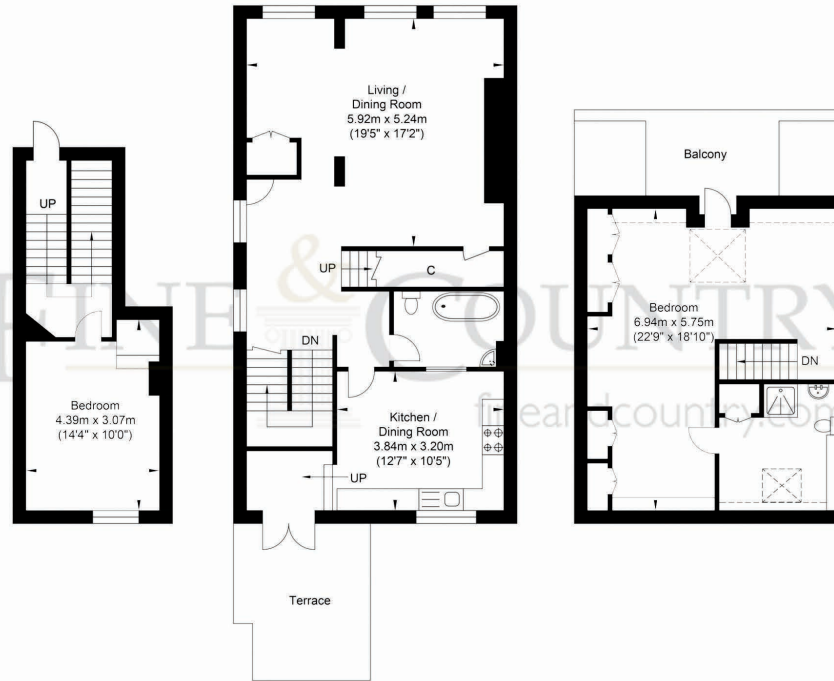 UP
Bedroom
4.39m x 3.07m
(14'4" x 10'0")
Living /
Dining Room
5.92m x 5.24m
(19'5" x 17'2")
UP
C
DN
Kitchen /
Dining Room
3.84m x 3.20m
(12'7" x 10'5")
UP
Terrace
Balcony
Bedroom
6.94m x 5.75m
(22'9" x 18'10")
DN
FINE & COUNTRY
fineandcountry.com